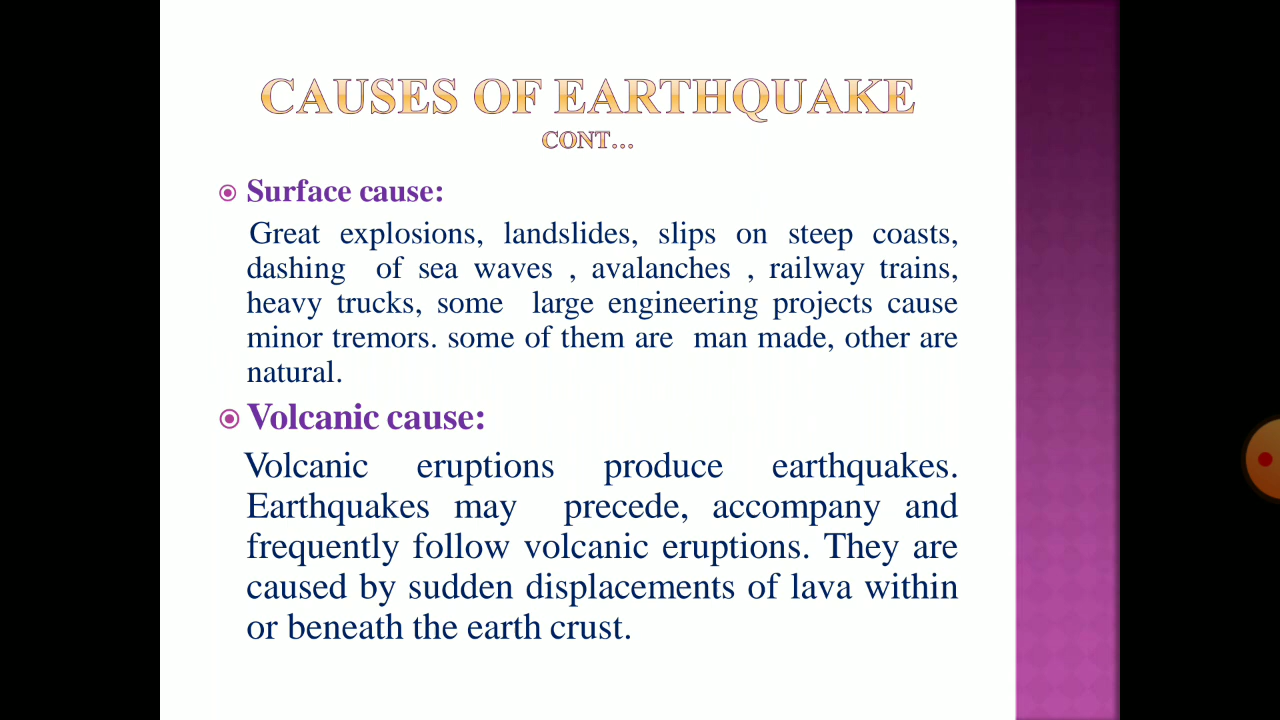 CAUSES OF EARTHQUAKE
CONT...
Surface cause:
Great explosions, landslides, slips on steep coasts,
dashing of sea waves , avalanches , railway trains,
heavy trucks, some large engineering projects cause
minor tremors. some of them are man made, other are
natural.
Volcanic cause:
Volcanic eruptions produce earthquakes.
Earthquakes may precede, accompany and
frequently follow volcanic eruptions. They are
caused by sudden displacements of lava within
or beneath the earth crust.